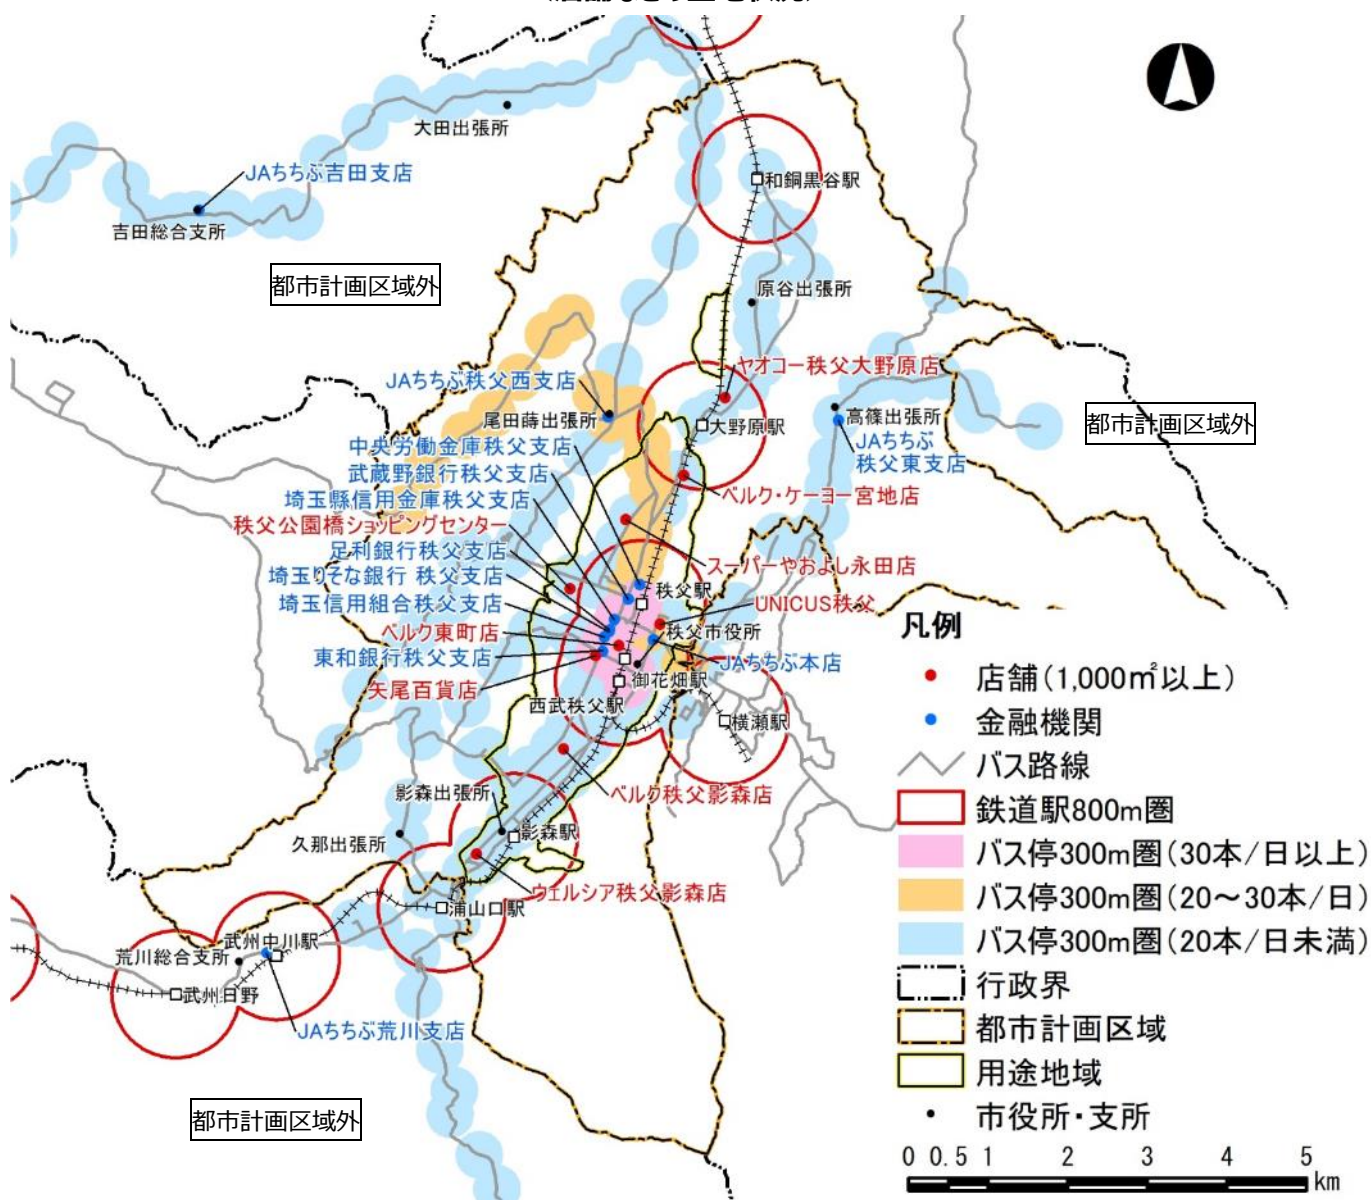 大田出張所
JAちちぶ吉田支店
吉田総合支所
和銅黒谷駅
都市計画区域外
原谷出張所
ヤオコー秩父大野原店
JAちちぶ秩父西支店
尾田蒔出張所
大野原駅
高篠出張所
都市計画区域外
JAちちぶ
秩父東支店
中央労働金庫秩父支店
武蔵野銀行秩父支店
ベルク・ケーヨー宮地店
埼玉縣信用金庫秩父支店
秩父公園橋ショッピングセンター
足利銀行秩父支店
スーパーやおよし永田店
埼玉りそな銀行 秩父支店
秩父駅
埼玉信用組合秩父支店
UNICUS秩父
ベルク東町店
秩父市役所
東和銀行秩父支店
JAちちぶ本店
矢尾百貨店
御花畑駅
西武秩父駅
横瀬駅
影森出張所
ベルク秩父影森店
久那出張所
影森駅
ウェルシア秩父影森店
浦山口駅
武州中川駅
荒川総合支所
武州日野
JAちちぶ荒川支店
都市計画区域外
凡例
店舗(1,000㎡以上)
金融機関
バス路線
鉄道駅800m圏
バス停300m圏(30本/日以上)
バス停300m圏(20～30本/日)
バス停300m圏(20本/日未満)
行政界
都市計画区域
用途地域
市役所・支所
0 0.5 1 2 3 4 5
km